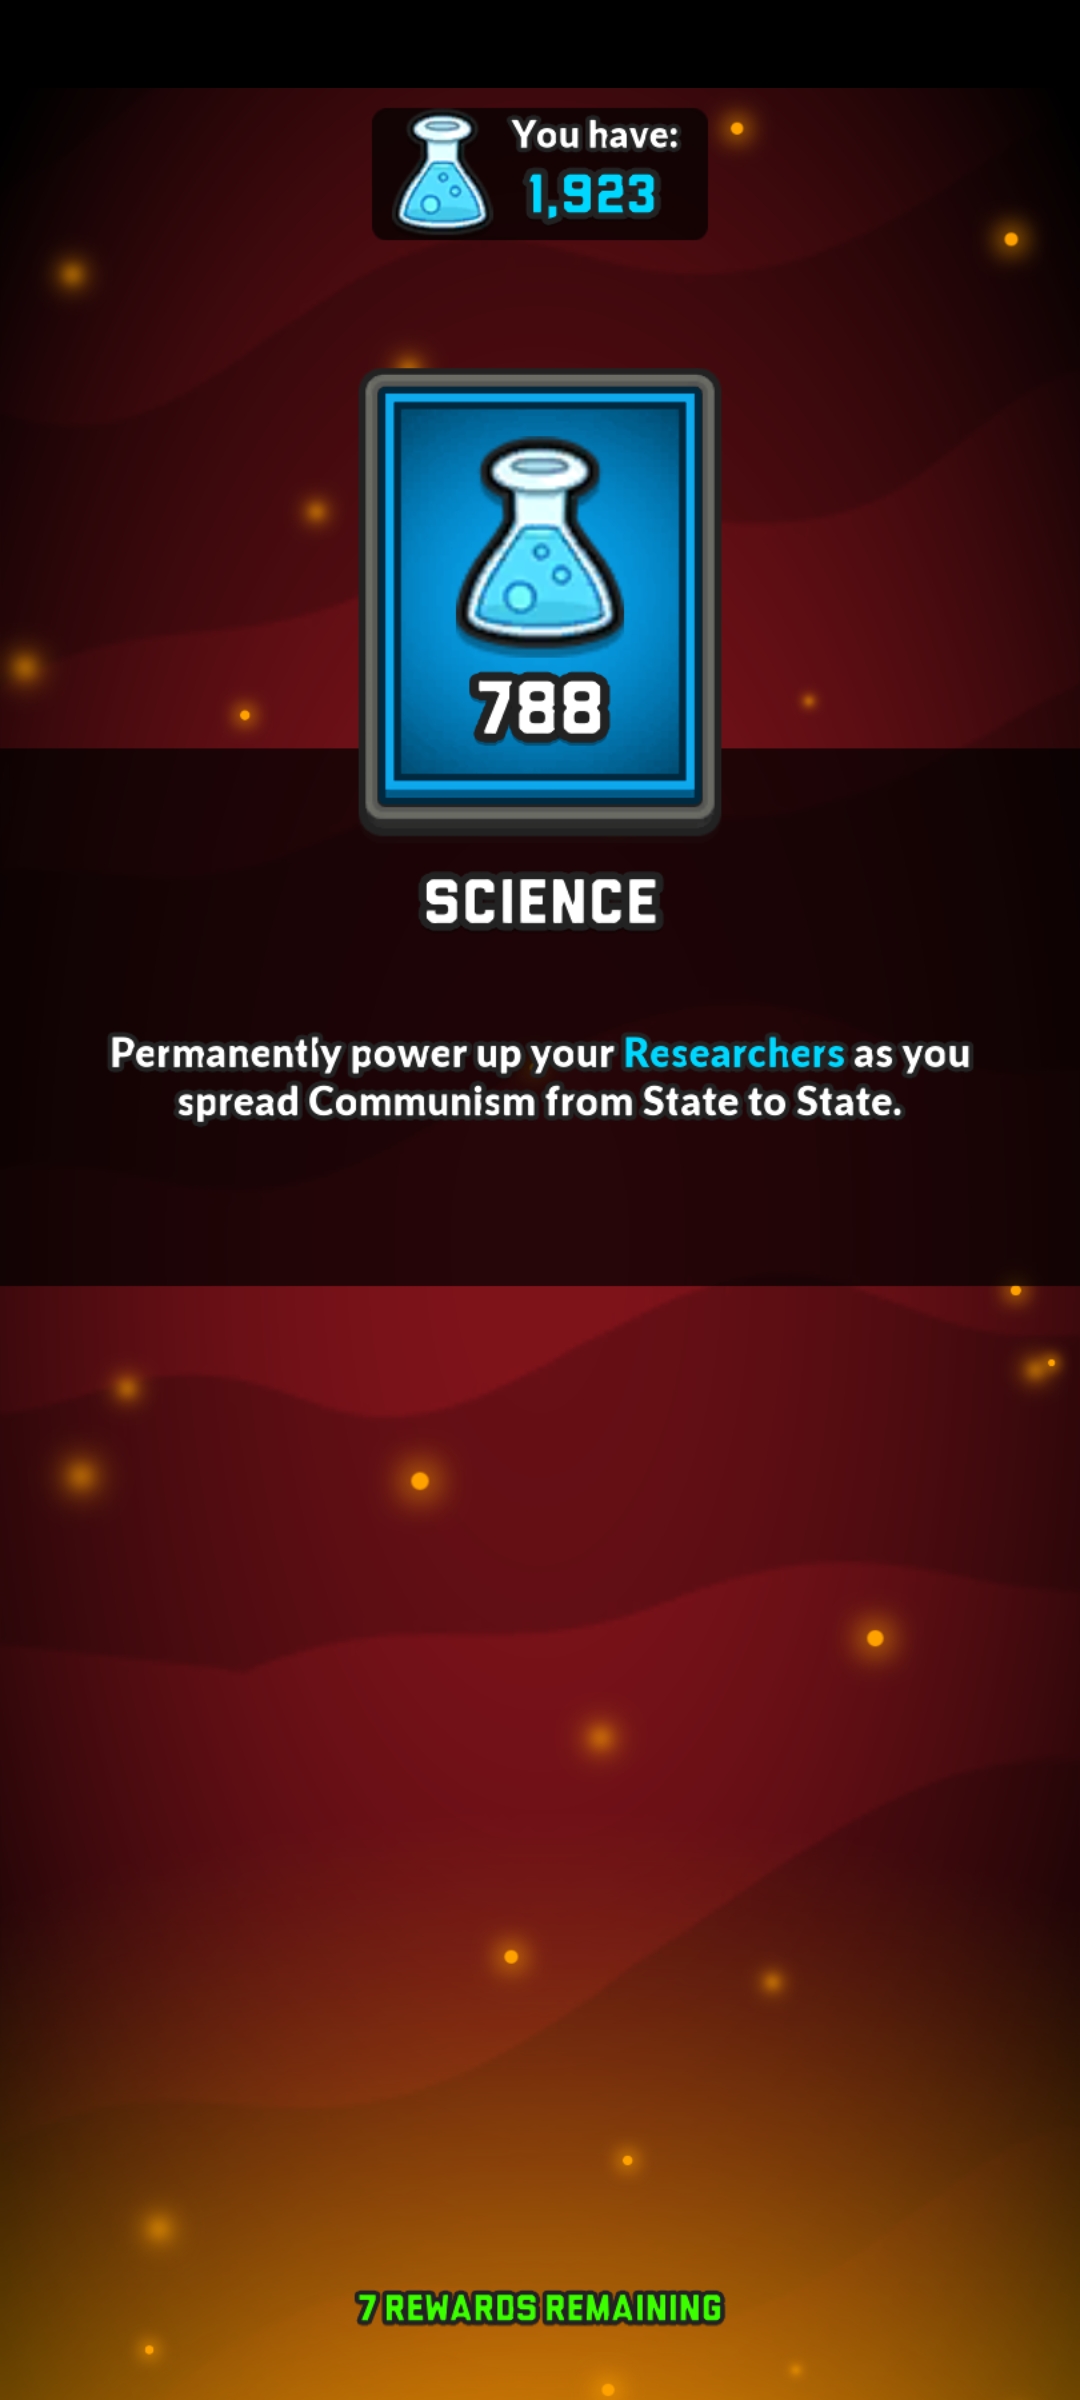 You have:
1,923
788
SCIENCE
Permanently power up your Researchers as you
spread Communism from State to State.
7 REWARDS REMAINING